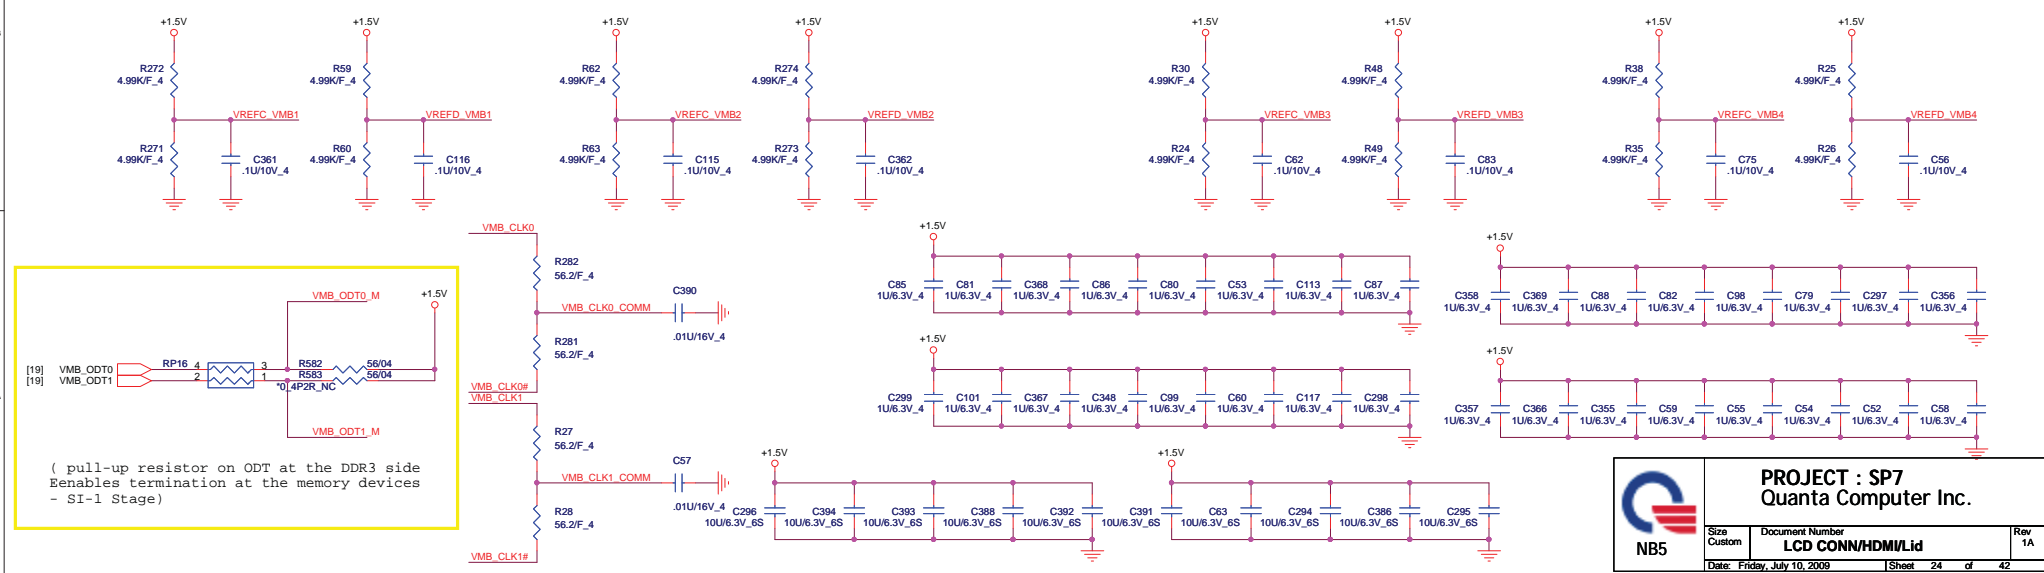 +1.5V +1.5V +1.5V +1.5V +1.5V +1.5V +1.5V +1.5V
R272 R59 R62 R274 R30 R48 R38 R25
4.99K/F_4 4.99K/F_4 4.99K/F_4 4.99K/F_4 4.99K/F_4 4.99K/F_4 4.99K/F_4 4.99K/F_4
VREFC_VMB1 VREFD_VMB1 VREFC_VMB2 VREFD_VMB2 VREFC_VMB3 VREFD_VMB3 VREFC_VMB4 VREFD_VMB4
R271 R60 R63 R273 R24 R49 R35 R26
4.99K/F_4 4.99K/F_4 4.99K/F_4 4.99K/F_4 4.99K/F_4 4.99K/F_4 4.99K/F_4 4.99K/F_4
C361 C116 C115 C362 C62 C83 C75 C56
.1U/10V_4 .1U/10V_4 .1U/10V_4 .1U/10V_4 .1U/10V_4 .1U/10V_4 .1U/10V_4 .1U/10V_4
VMB_ODT0_M
+1.5V
[19] VMB_ODT0 RP16 4 3 R582 56/04
[19] VMB_ODT1 2 1 R583 56/04
*0_4P2R_NC
VMB_ODT1_M
( pull-up resistor on ODT at the DDR3 side
Eenables termination at the memory devices
- SI-1 Stage)
VMB_CLK0
R282
56.2/F_4
VMB_CLK0_COMM
C390
.01U/16V_4
R281
56.2/F_4
VMB_CLK0#
VMB_CLK1
R27
56.2/F_4
VMB_CLK1_COMM
C57
.01U/16V_4
R28
56.2/F_4
VMB_CLK1#
+1.5V
C85 C81 C368 C86 C80 C53 C113 C87
1U/6.3V_4 1U/6.3V_4 1U/6.3V_4 1U/6.3V_4 1U/6.3V_4 1U/6.3V_4 1U/6.3V_4 1U/6.3V_4
+1.5V
C358 C369 C88 C82 C98 C79 C297 C356
1U/6.3V_4 1U/6.3V_4 1U/6.3V_4 1U/6.3V_4 1U/6.3V_4 1U/6.3V_4 1U/6.3V_4 1U/6.3V_4
+1.5V
C299 C101 C367 C348 C99 C60 C117 C298
1U/6.3V_4 1U/6.3V_4 1U/6.3V_4 1U/6.3V_4 1U/6.3V_4 1U/6.3V_4 1U/6.3V_4 1U/6.3V_4
+1.5V
C357 C366 C355 C59 C55 C54 C52 C58
1U/6.3V_4 1U/6.3V_4 1U/6.3V_4 1U/6.3V_4 1U/6.3V_4 1U/6.3V_4 1U/6.3V_4 1U/6.3V_4
+1.5V
C296 C394 C393 C388 C392
10U/6.3V_6S 10U/6.3V_6S 10U/6.3V_6S 10U/6.3V_6S 10U/6.3V_6S
+1.5V
C391 C63 C294 C386 C295
10U/6.3V_6S 10U/6.3V_6S 10U/6.3V_6S 10U/6.3V_6S 10U/6.3V_6S
NB5
PROJECT : SP7
Quanta Computer Inc.
Size Document Number Rev
Custom LCD CONN/HDMI/Lid 1A
Date: Friday, July 10, 2009 Sheet 24 of 42